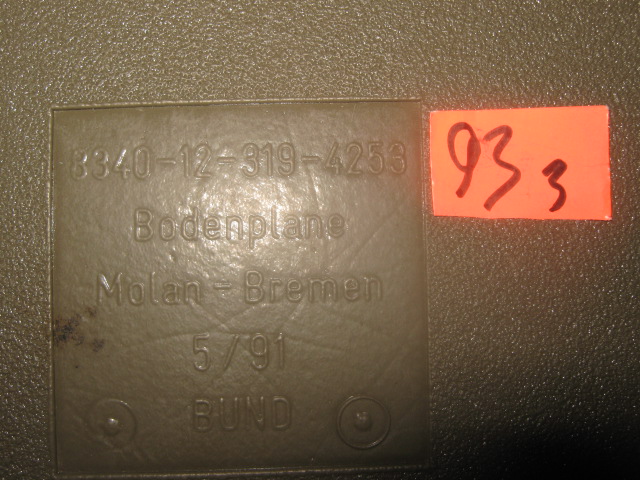 8340-12-319-4253
Bodenplane
Molan-Bremen
5/91
BUND
93 3